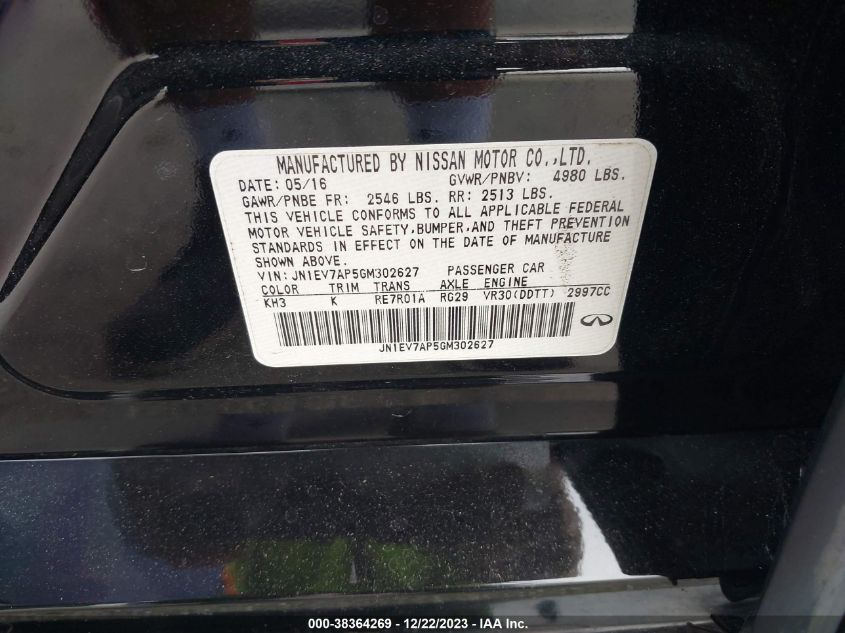 MANUFACTURED BY NISSAN MOTOR CO.,LTD.
DATE: 05/16 GVWR/PNBV: 4980 LBS.
GAWR/PNBE FR: 2546 LBS. RR: 2513 LBS.
THIS VEHICLE CONFORMS TO ALL APPLICABLE FEDERAL
MOTOR VEHICLE SAFETY,BUMPER,AND THEFT PREVENTION
STANDARDS IN EFFECT ON THE DATE OF MANUFACTURE
SHOWN ABOVE.
VIN: JN1EV7AP5GM302627 PASSENGER CAR
COLOR TRIM TRANS AXLE ENGINE
KH3 K RE7R01A RG29 VR30(DDTT) 2997CC
JN1EV7AP5GM302627
000-38364269 - 12/22/2023 - © IAA, Inc.